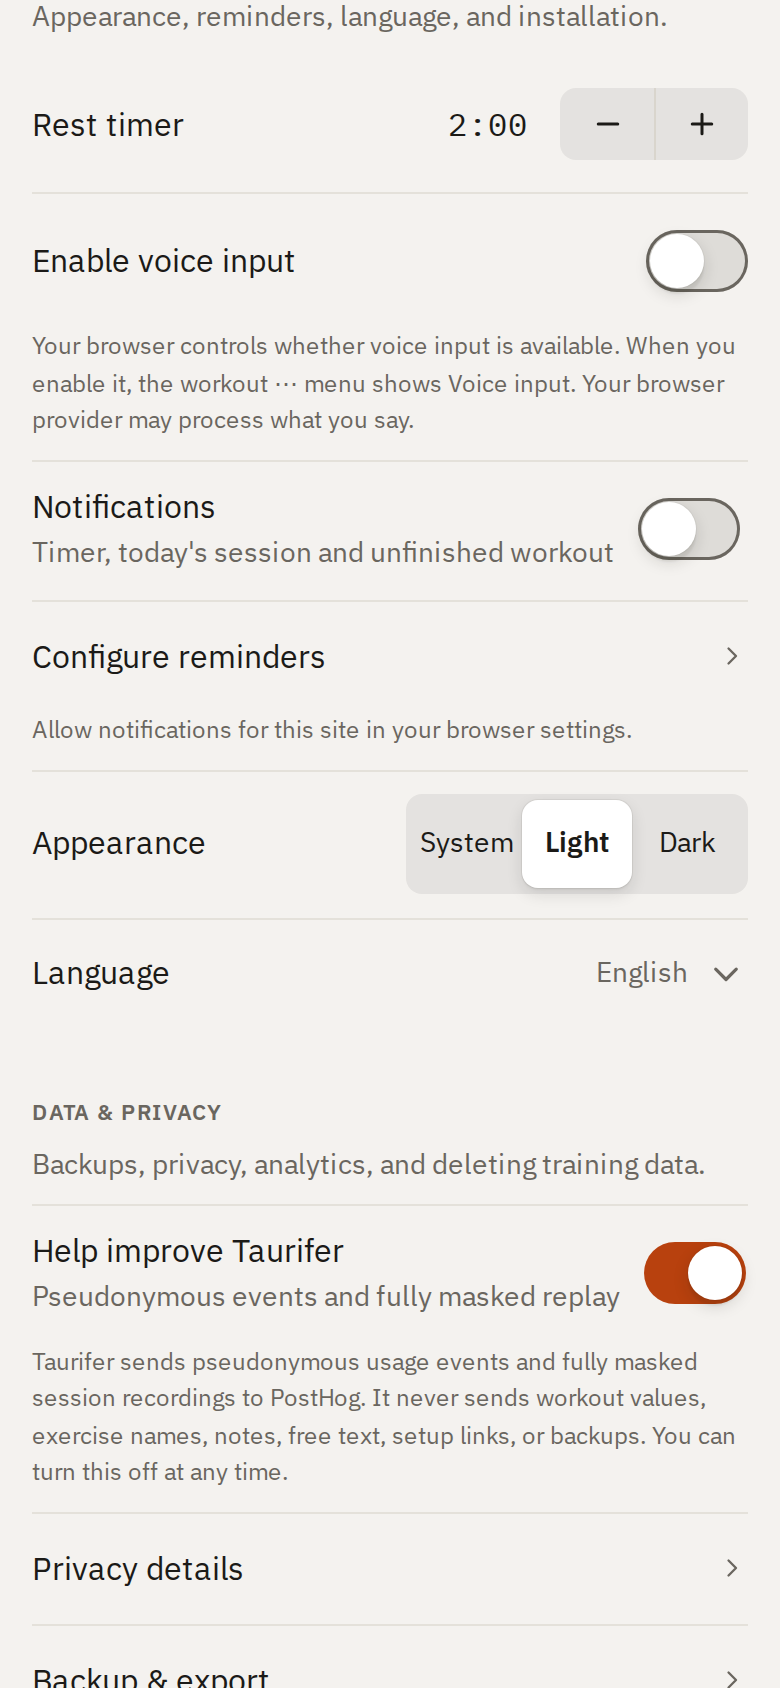 Appearance, reminders, language, and installation.
Rest timer 2:00 − +
Enable voice input
Your browser controls whether voice input is available. When you
enable it, the workout ··· menu shows Voice input. Your browser
provider may process what you say.
Notifications
Timer, today's session and unfinished workout
Configure reminders
Allow notifications for this site in your browser settings.
Appearance System Light Dark
Language English
DATA & PRIVACY
Backups, privacy, analytics, and deleting training data.
Help improve Taurifer
Pseudonymous events and fully masked replay
Taurifer sends pseudonymous usage events and fully masked
session recordings to PostHog. It never sends workout values,
exercise names, notes, free text, setup links, or backups. You can
turn this off at any time.
Privacy details
Backup & export